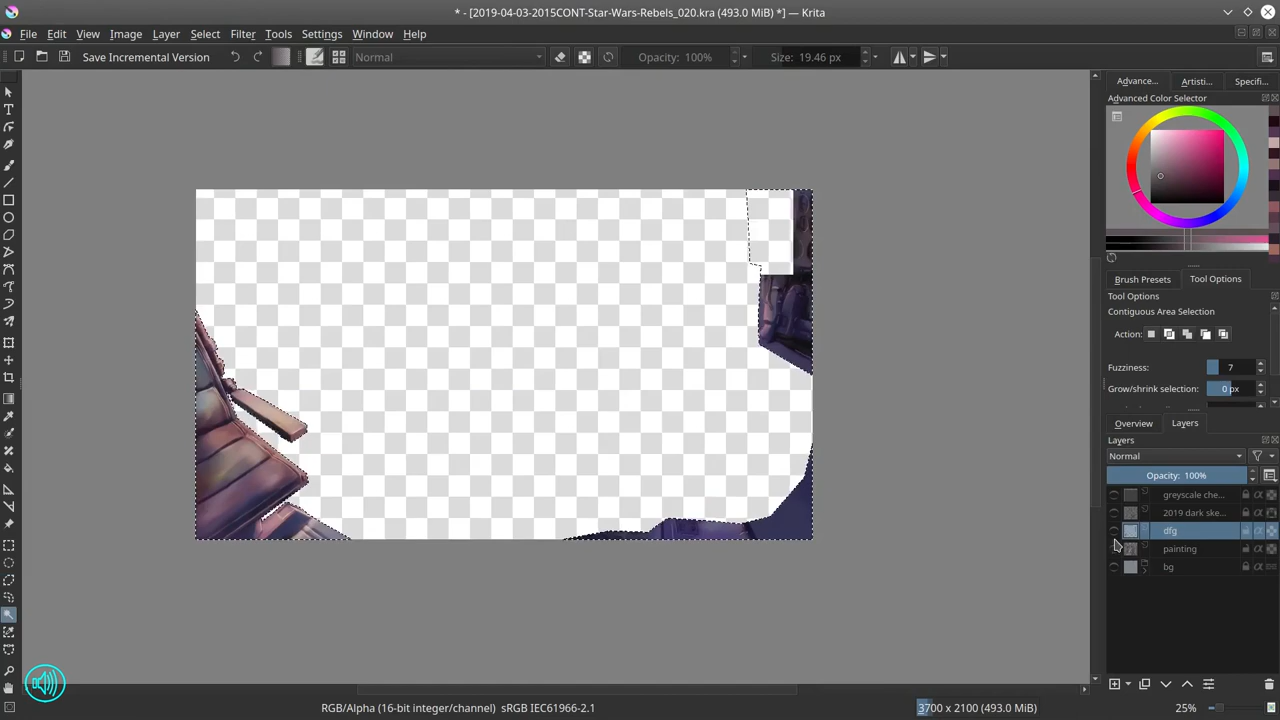 * - [2019-04-03-2015CONT-Star-Wars-Rebels_020.kra (493.0 MiB) *] — Krita
File Edit View Image Layer Select Filter Tools Settings Window Help
Save Incremental Version Normal Opacity: 100% Size: 19.46 px
Advance... Artisti... Specifi...
Advanced Color Selector
Brush Presets Tool Options
Tool Options
Contiguous Area Selection
Action:
Fuzziness: 7
Grow/shrink selection: 0 px
Overview Layers
Layers
Normal
Opacity: 100%
greyscale che...
2019 dark ske...
dfg
painting
bg
RGB/Alpha (16-bit integer/channel) sRGB IEC61966-2.1 3700 x 2100 (493.0 MiB) 25%